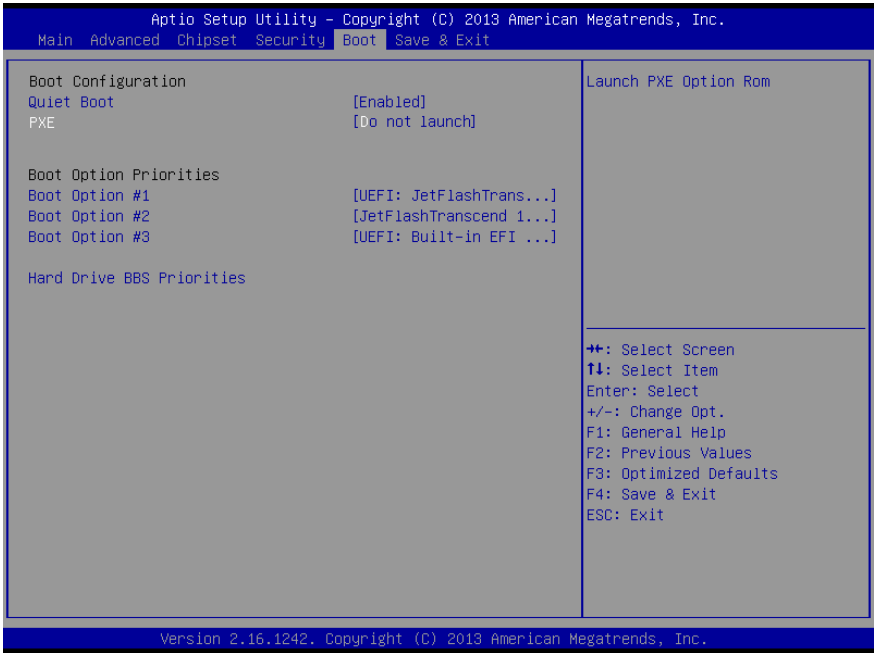 Aptio Setup Utility – Copyright (C) 2013 American Megatrends, Inc.
Main Advanced Chipset Security Boot Save & Exit
Boot Configuration
Quiet Boot [Enabled]
PXE [Do not launch]
Boot Option Priorities
Boot Option #1 [UEFI: JetFlashTrans...]
Boot Option #2 [JetFlashTranscend 1...]
Boot Option #3 [UEFI: Built-in EFI ...]
Hard Drive BBS Priorities
Launch PXE Option Rom
→←: Select Screen
↑↓: Select Item
Enter: Select
+/-: Change Opt.
F1: General Help
F2: Previous Values
F3: Optimized Defaults
F4: Save & Exit
ESC: Exit
Version 2.16.1242. Copyright (C) 2013 American Megatrends, Inc.